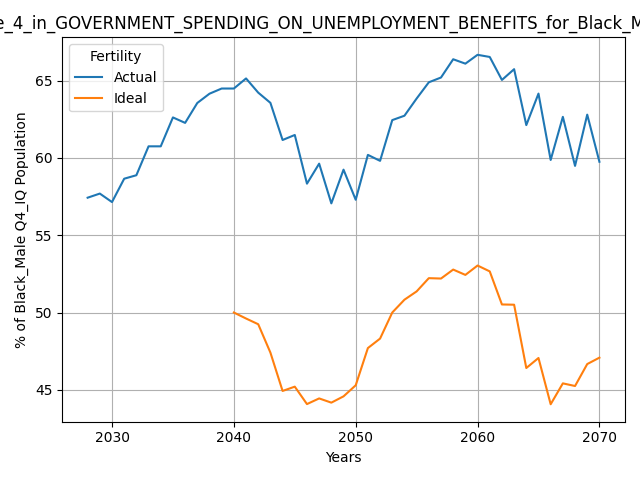 e_4_in_GOVERNMENT_SPENDING_ON_UNEMPLOYMENT_BENEFITS_for_Black_M
Fertility
Actual
Ideal
% of Black_Male Q4_IQ Population
65
60
55
50
45
2030 2040 2050 2060 2070
Years